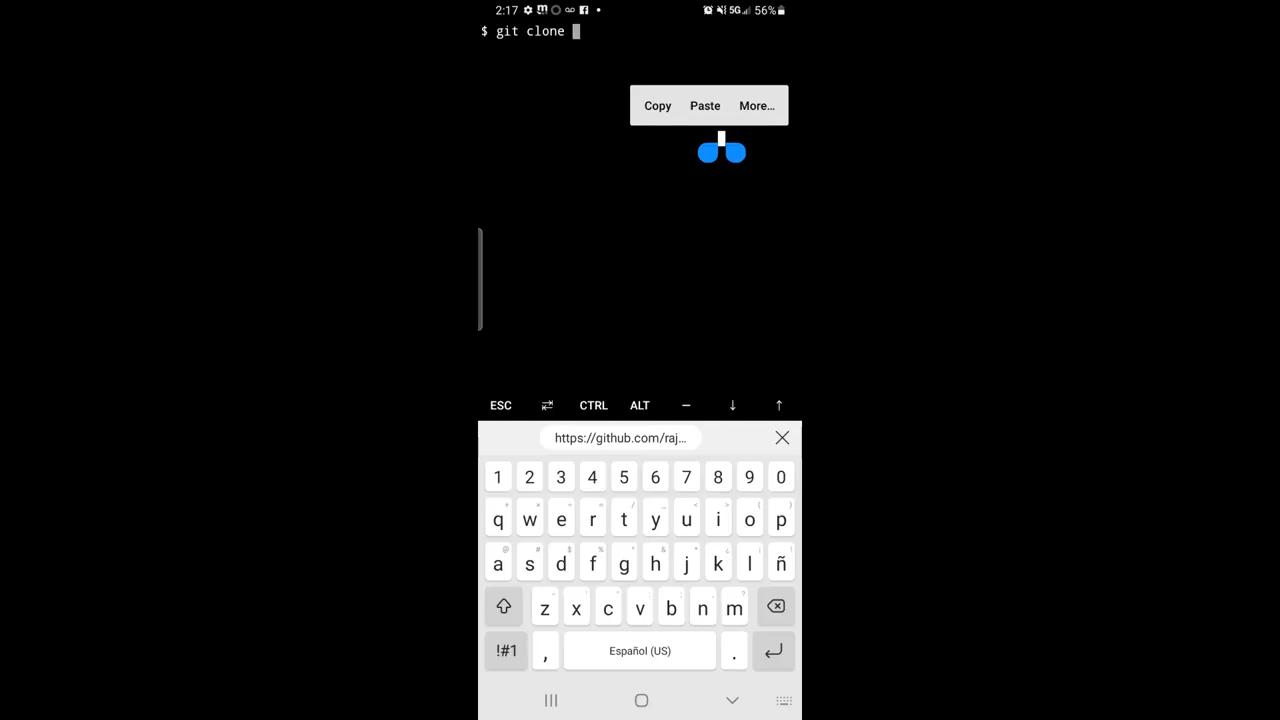 2:17 5G 56%
$ git clone
Copy Paste More…
ESC CTRL ALT
https://github.com/raj…
1 2 3 4 5 6 7 8 9 0
q w e r t y u i o p
a s d f g h j k l ñ
z x c v b n m
!#1 , Español (US) .